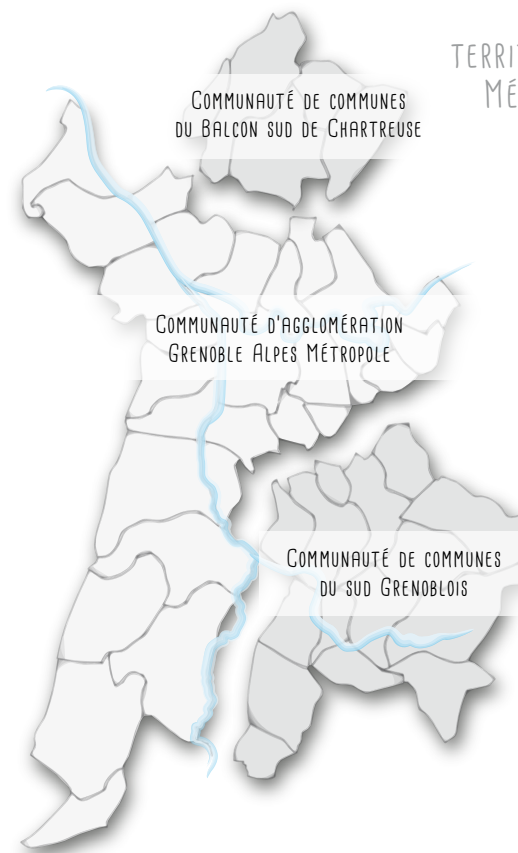 Communauté de communes
du Balcon sud de Chartreuse
Communauté d'agglomération
Grenoble Alpes Métropole
Communauté de communes
du sud Grenoblois